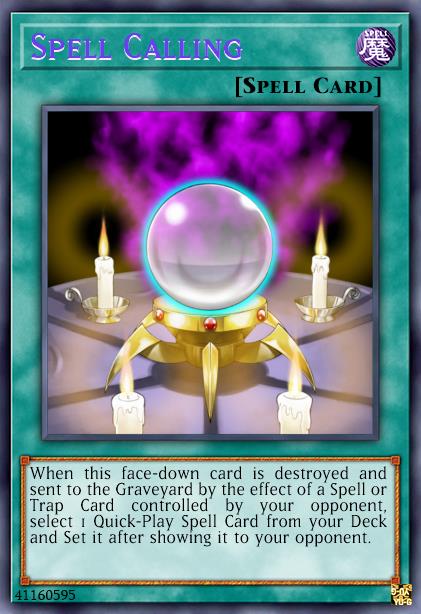 Spell Calling
SPELL
魔
[Spell Card]
When this face-down card is destroyed and
sent to the Graveyard by the effect of a Spell or
Trap Card controlled by your opponent,
select 1 Quick-Play Spell Card from your Deck
and Set it after showing it to your opponent.
41160595